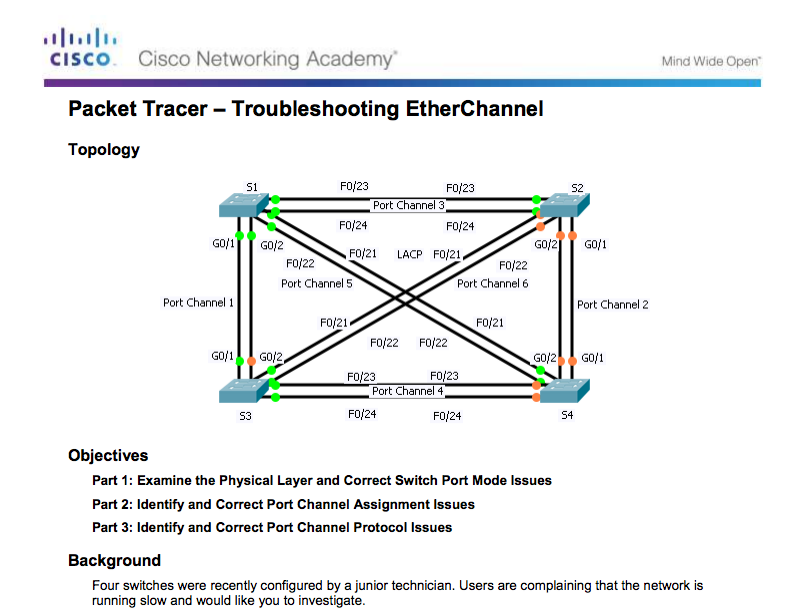 CISCO. Cisco Networking Academy® Mind Wide Open™
Packet Tracer – Troubleshooting EtherChannel
Topology
S1 F0/23 F0/23 S2
Port Channel 3
F0/24 F0/24
G0/1 G0/2 F0/21 LACP F0/21 G0/2 G0/1
F0/22 F0/22
Port Channel 5 Port Channel 6
Port Channel 1 Port Channel 2
F0/21 F0/21
F0/22 F0/22
G0/1 G0/2 G0/2 G0/1
F0/23 F0/23
Port Channel 4
S3 F0/24 F0/24 S4
Objectives
Part 1: Examine the Physical Layer and Correct Switch Port Mode Issues
Part 2: Identify and Correct Port Channel Assignment Issues
Part 3: Identify and Correct Port Channel Protocol Issues
Background
Four switches were recently configured by a junior technician. Users are complaining that the network is
running slow and would like you to investigate.